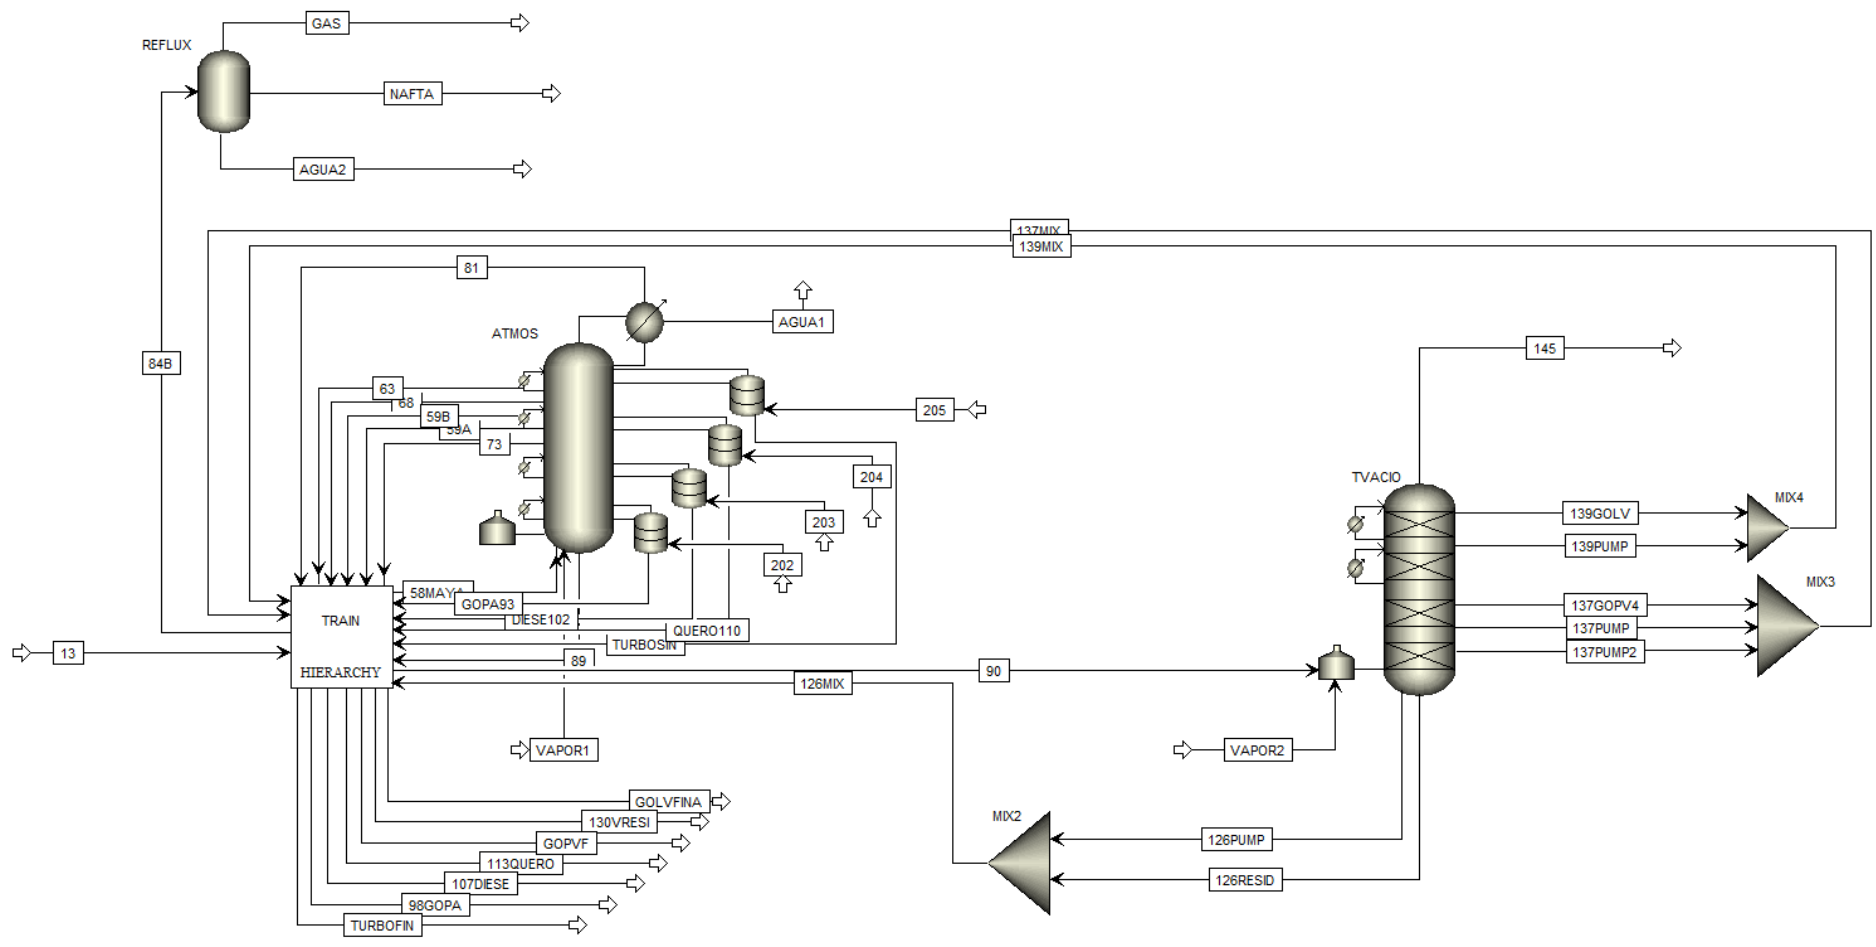 GAS
REFLUX
NAFTA
AGUA2
137MIX
139MIX
81
AGUA1
ATMOS
84B
145
63
68
59B
59A
73
205
204
203
202
TVACIO
139GOLV
MIX4
139PUMP
MIX3
137GOPV4
137PUMP
137PUMP2
58MAYA
GOPA93
DIESE102
QUERO110
TURBOSIN
TRAIN
HIERARCHY
13
89
90
126MIX
VAPOR1
VAPOR2
GOLVFINA
130VRESI
GOPVF
113QUERO
107DIESE
98GOPA
TURBOFIN
MIX2
126PUMP
126RESID